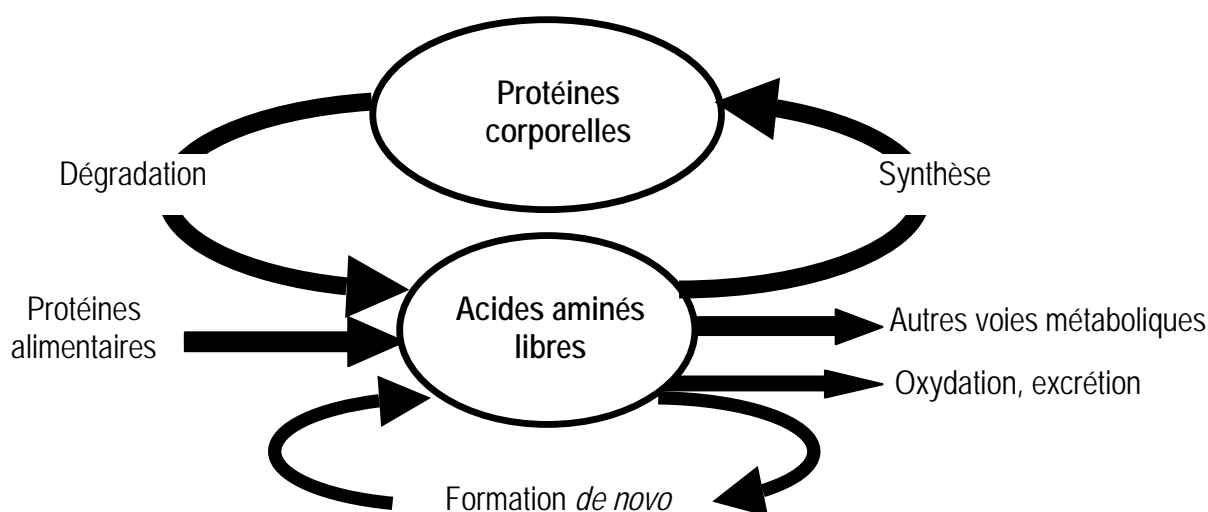 Protéines
corporelles
Dégradation
Synthèse
Protéines
alimentaires
Acides aminés
libres
Autres voies métaboliques
Oxydation, excrétion
Formation de novo